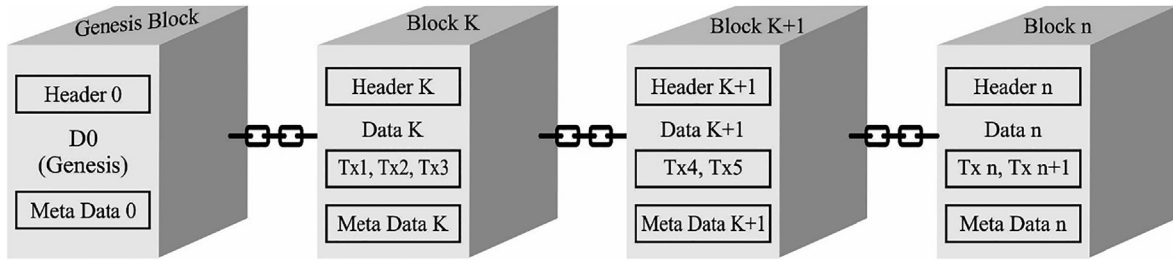 Genesis Block
Header 0
D0
(Genesis)
Meta Data 0
Block K
Header K
Data K
Tx1, Tx2, Tx3
Meta Data K
Block K+1
Header K+1
Data K+1
Tx4, Tx5
Meta Data K+1
Block n
Header n
Data n
Tx n, Tx n+1
Meta Data n